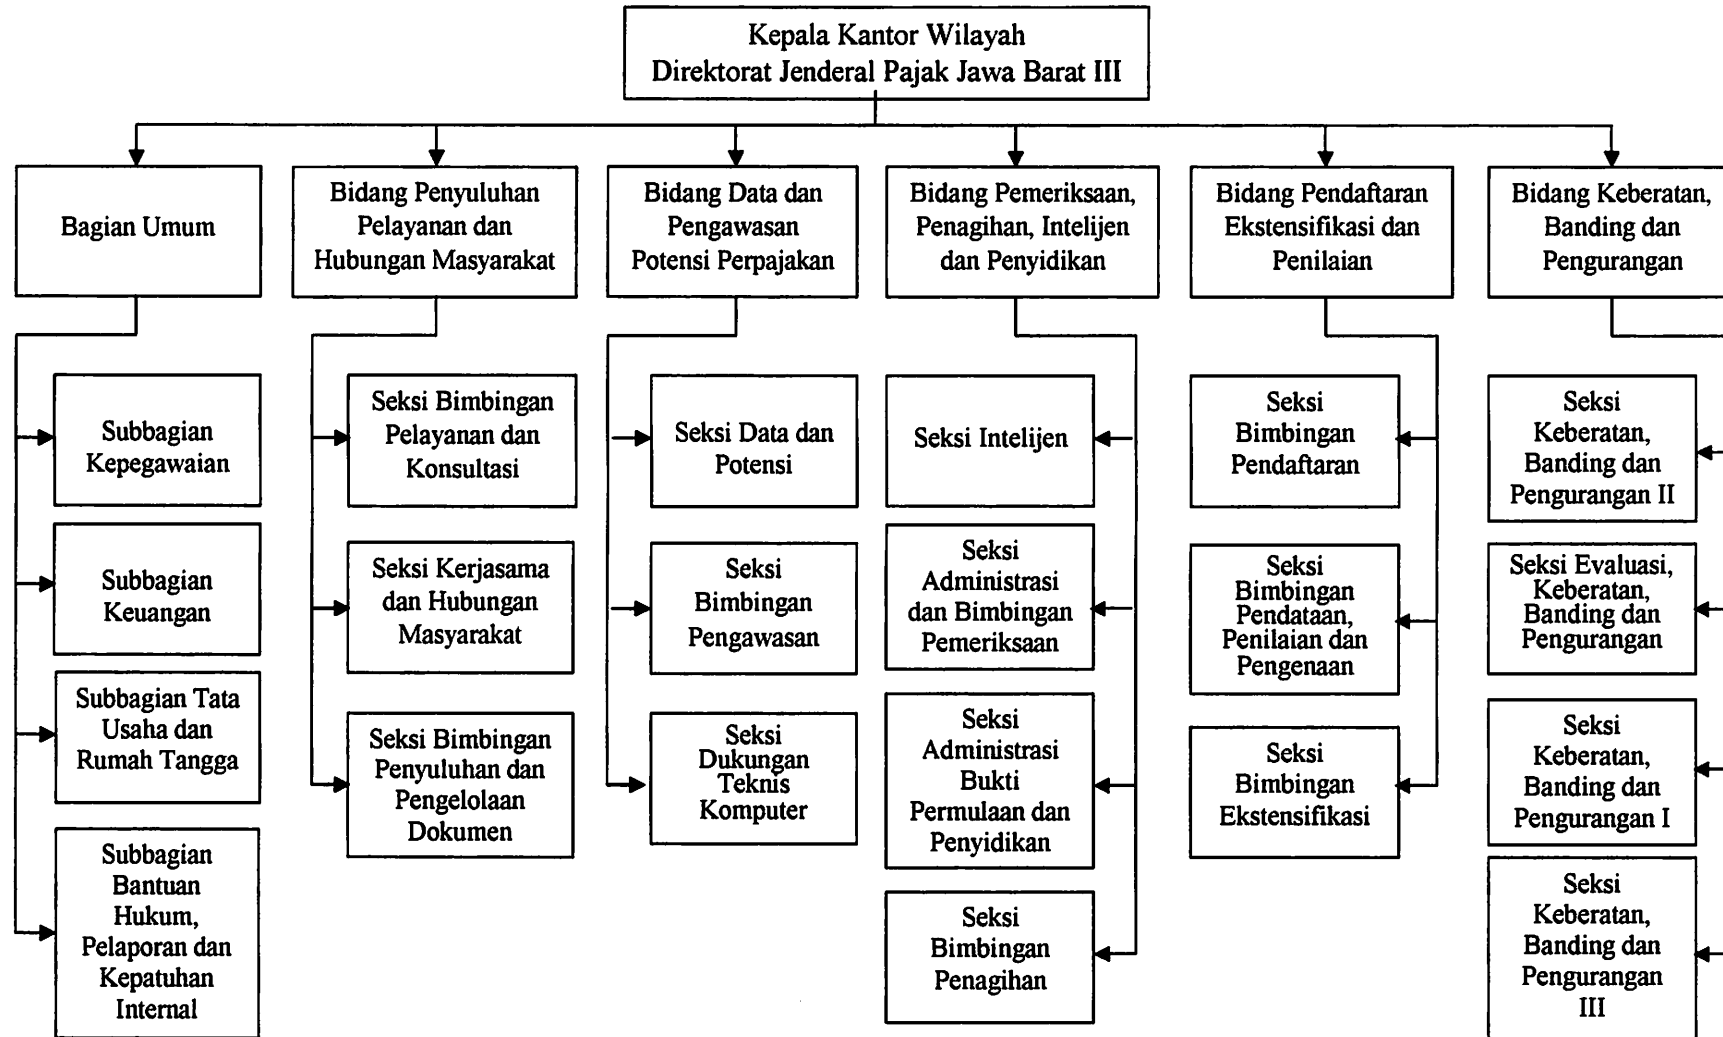 Kepala Kantor Wilayah
Direktorat Jenderal Pajak Jawa Barat III
Bagian Umum
Bidang Penyuluhan
Pelayanan dan
Hubungan Masyarakat
Bidang Data dan
Pengawasan
Potensi Perpajakan
Bidang Pemeriksaan,
Penagihan, Intelijen
dan Penyidikan
Bidang Pendaftaran
Ekstensifikasi dan
Penilaian
Bidang Keberatan,
Banding dan
Pengurangan
Subbagian
Kepegawaian
Subbagian
Keuangan
Subbagian Tata
Usaha dan
Rumah Tangga
Subbagian
Bantuan
Hukum,
Pelaporan dan
Kepatuhan
Internal
Seksi Bimbingan
Pelayanan dan
Konsultasi
Seksi Kerjasama
dan Hubungan
Masyarakat
Seksi Bimbingan
Penyuluhan dan
Pengelolaan
Dokumen
Seksi Data dan
Potensi
Seksi
Bimbingan
Pengawasan
Seksi
Dukungan
Teknis
Komputer
Seksi Intelijen
Seksi
Administrasi
dan Bimbingan
Pemeriksaan
Seksi
Administrasi
Bukti
Permulaan dan
Penyidikan
Seksi
Bimbingan
Penagihan
Seksi
Bimbingan
Pendaftaran
Seksi
Bimbingan
Pendataan,
Penilaian dan
Pengenaan
Seksi
Bimbingan
Ekstensifikasi
Seksi
Keberatan,
Banding dan
Pengurangan II
Seksi Evaluasi,
Keberatan,
Banding dan
Pengurangan
Seksi
Keberatan,
Banding dan
Pengurangan I
Seksi
Keberatan,
Banding dan
Pengurangan
III